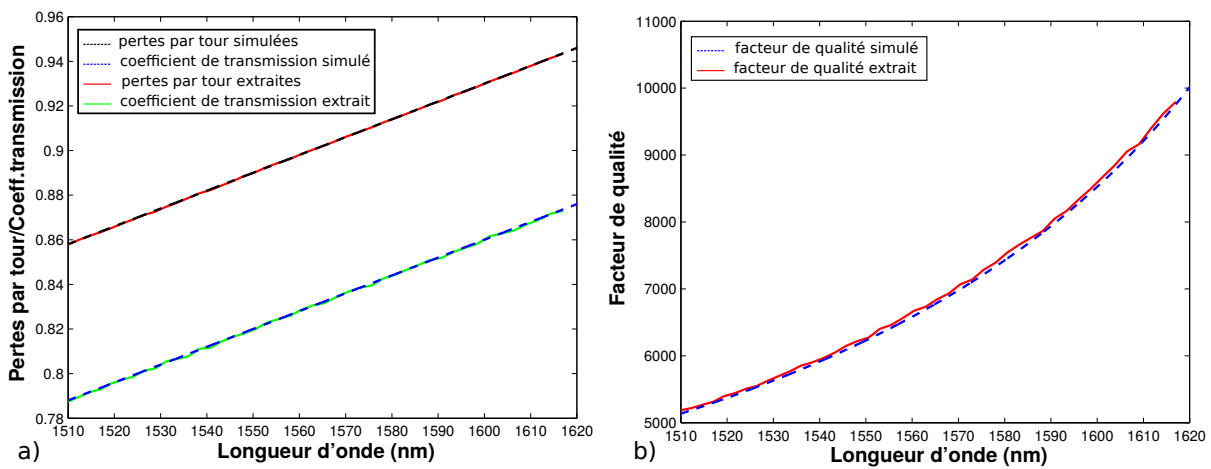 0.96
0.94
0.92
0.9
0.88
0.86
0.84
0.82
0.8
0.78
Pertes par tour/Coeff.transmission
pertes par tour simulées
coefficient de transmission simulé
pertes par tour extraites
coefficient de transmission extrait
1510 1520 1530 1540 1550 1560 1570 1580 1590 1600 1610 1620
Longueur d'onde (nm)
a)
11000
10000
9000
8000
7000
6000
5000
Facteur de qualité
facteur de qualité simulé
facteur de qualité extrait
1510 1520 1530 1540 1550 1560 1570 1580 1590 1600 1610 1620
Longueur d'onde (nm)
b)